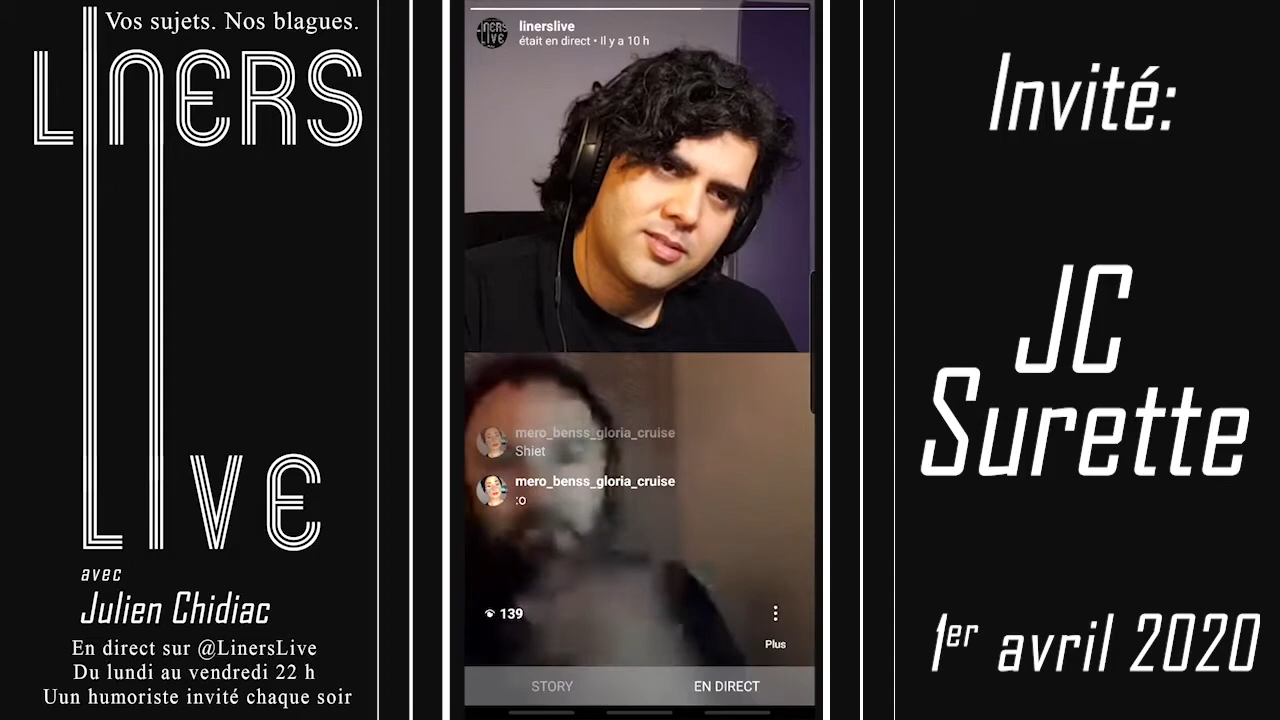 Vos sujets. Nos blagues.
LINERS
LIVE
avec
Julien Chidiac
En direct sur @LinersLive
Du lundi au vendredi 22 h
Uun humoriste invité chaque soir
linerslive
était en direct • Il y a 10 h
mero_benss_gloria_cruise
Shiet
mero_benss_gloria_cruise
:o
139
Plus
STORY
EN DIRECT
Invité:
JC
Surette
1er avril 2020